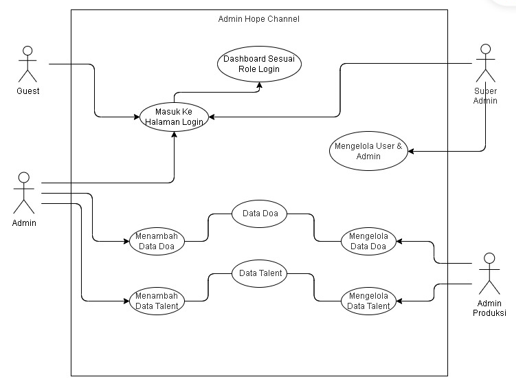 Admin Hope Channel
Dashboard Sesuai
Role Login
Guest
Super
Admin
Masuk Ke
Halaman Login
Mengelola User &
Admin
Admin
Data Doa
Menambah
Data Doa
Mengelola
Data Doa
Data Talent
Menambah
Data Talent
Mengelola
Data Talent
Admin
Produksi